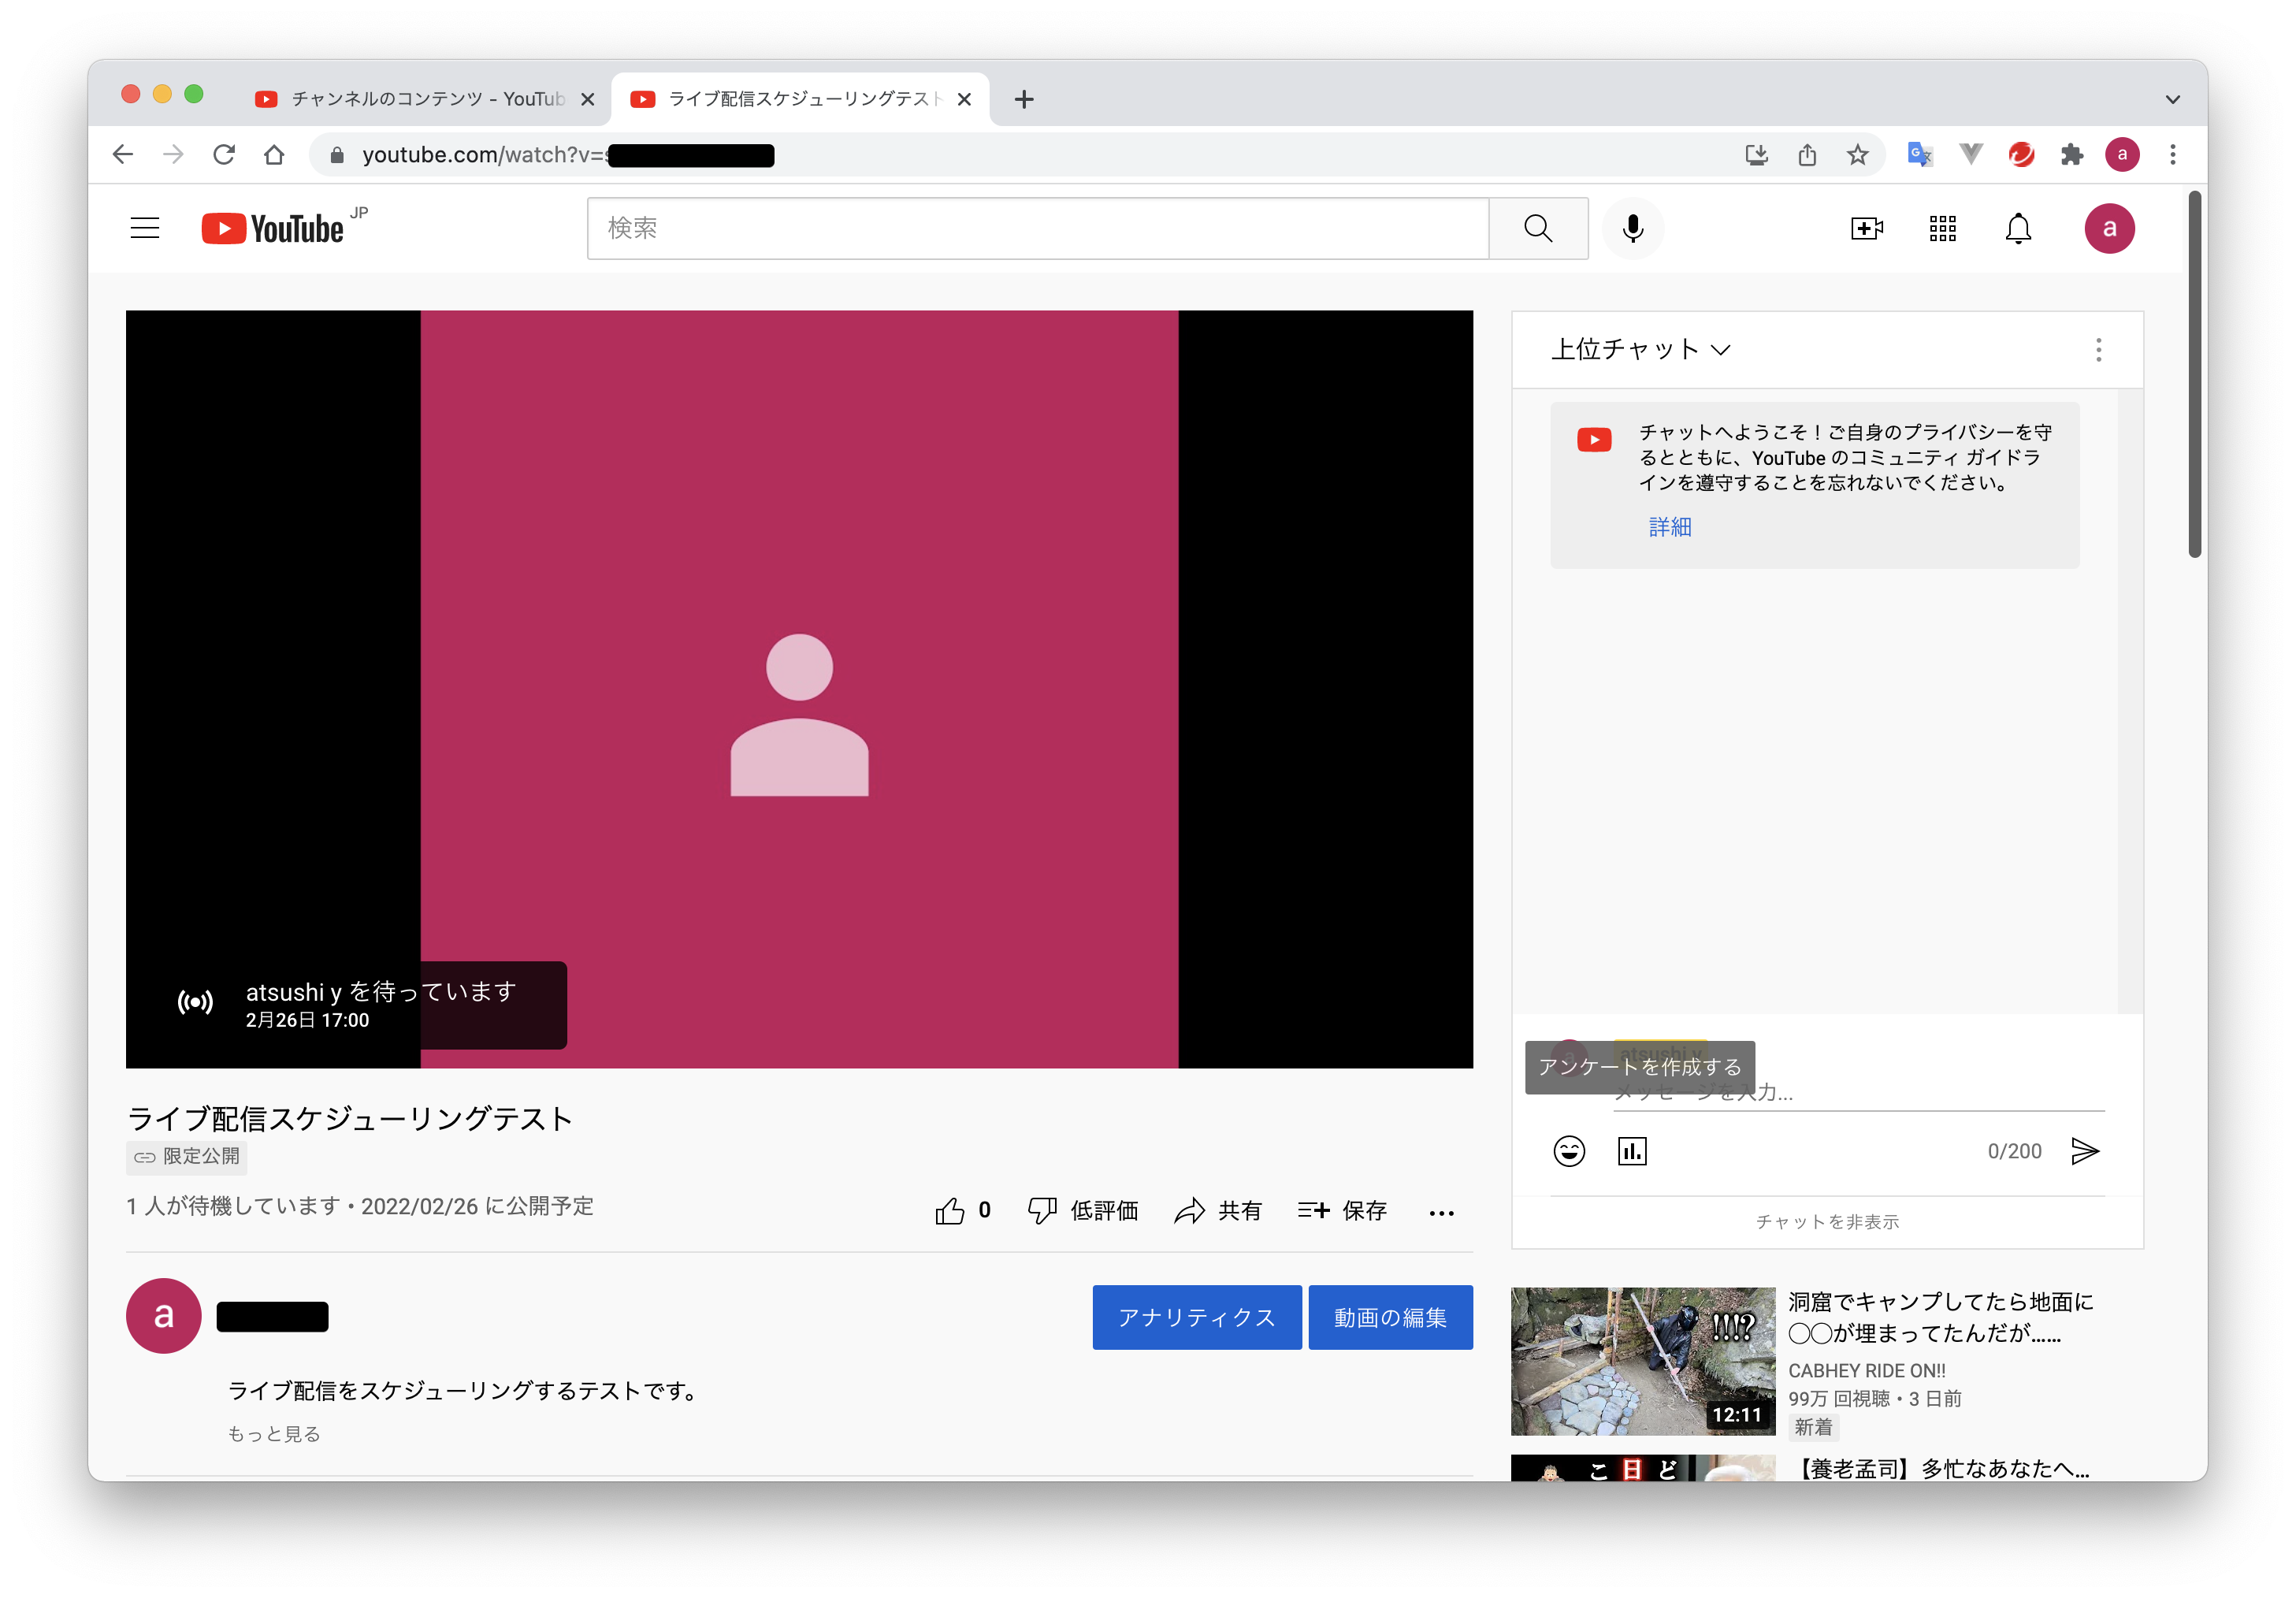 チャンネルのコンテンツ - YouTub
ライブ配信スケジューリングテスト
youtube.com/watch?v=s
a
YouTube JP
検索
a
上位チャット
チャットへようこそ！ご自身のプライバシーを守
るとともに、YouTube のコミュニティ ガイドラ
インを遵守することを忘れないでください。
詳細
atsushi y を待っています
2月26日 17:00
atsushi y
アンケートを作成する
メッセージを入力...
0/200
チャットを非表示
ライブ配信スケジューリングテスト
限定公開
1 人が待機しています・2022/02/26 に公開予定
0
低評価
共有
保存
a
アナリティクス
動画の編集
ライブ配信をスケジューリングするテストです。
もっと見る
!!!?
12:11
洞窟でキャンプしてたら地面に
◯◯が埋まってたんだが……
CABHEY RIDE ON!!
99万 回視聴・3 日前
新着
こ日ど
【養老孟司】多忙なあなたへ...